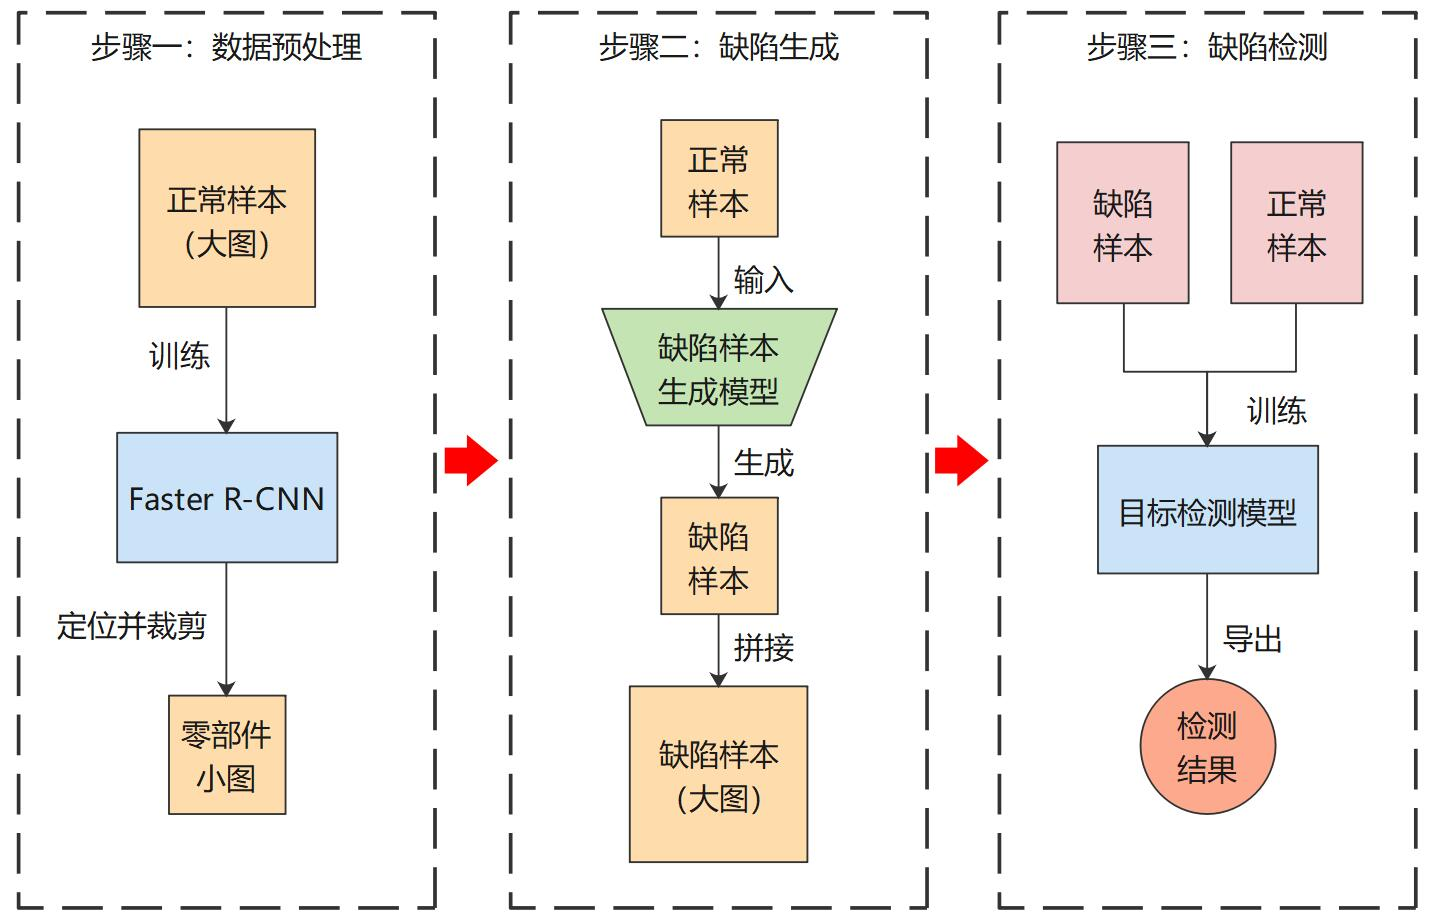 步骤一：数据预处理
正常样本
（大图）
训练
Faster R-CNN
定位并裁剪
零部件
小图
步骤二：缺陷生成
正常
样本
输入
缺陷样本
生成模型
生成
缺陷
样本
拼接
缺陷样本
（大图）
步骤三：缺陷检测
缺陷
样本
正常
样本
训练
目标检测模型
导出
检测
结果